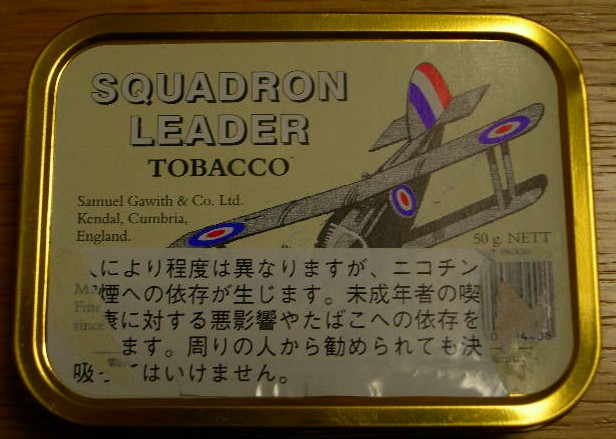 SQUADRON
LEADER
TOBACCO
Samuel Gawith & Co. Ltd.
Kendal, Cumbria,
England.
50 g. NETT
により程度は異なりますが、ニコチン
煙への依存が生じます。未成年者の喫
に対する悪影響やたばこへの依存を
ます。周りの人から勧められても決
吸 はいけません。